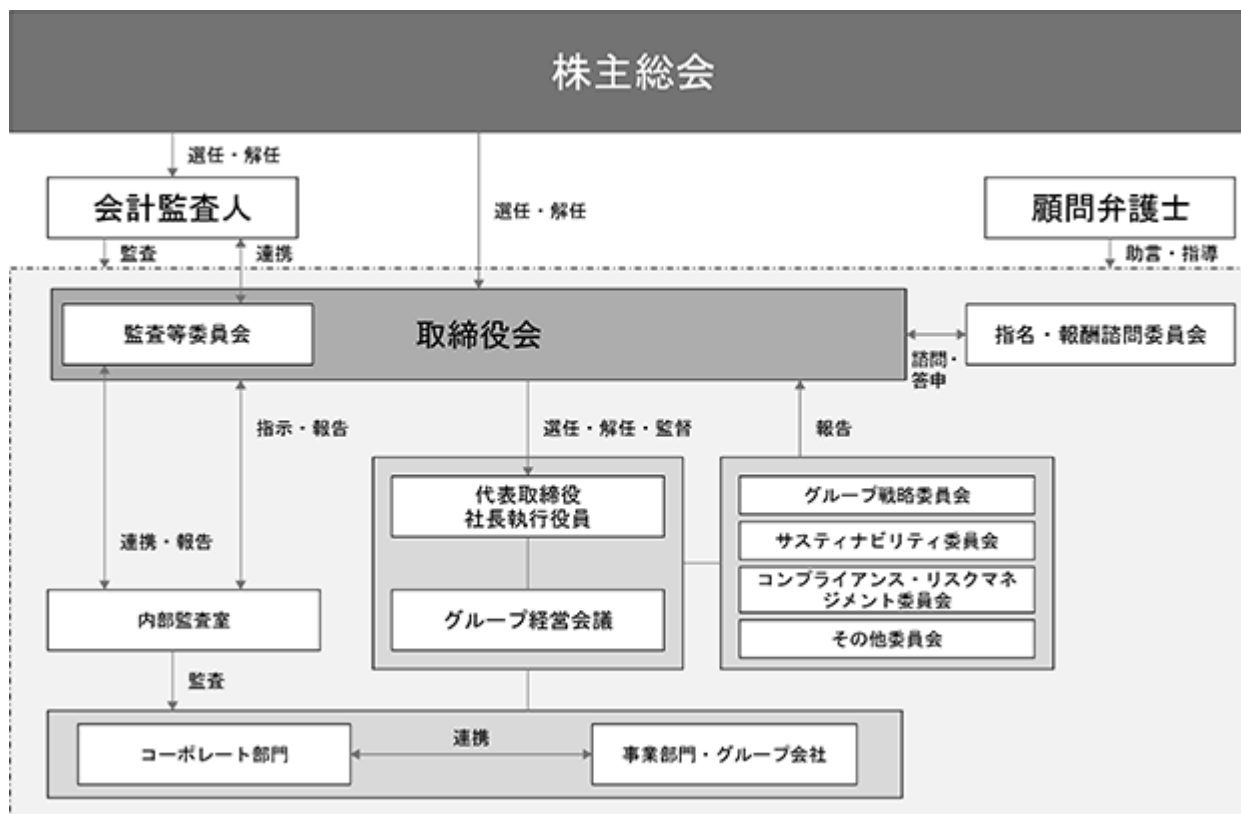 株主総会
選任・解任
会計監査人
選任・解任
顧問弁護士
監査
連携
助言・指導
監査等委員会
取締役会
指名・報酬諮問委員会
諮問・
答申
指示・報告
選任・解任・監督
報告
代表取締役
社長執行役員
グループ戦略委員会
サスティナビリティ委員会
連携・報告
コンプライアンス・リスクマネ
ジメント委員会
内部監査室
グループ経営会議
その他委員会
監査
コーポレート部門
連携
事業部門・グループ会社